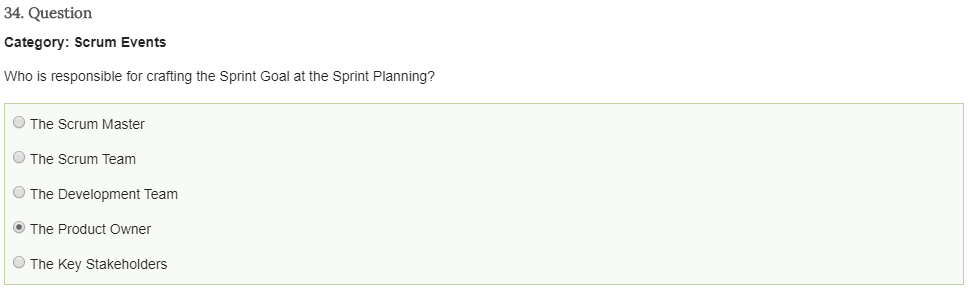 34. Question
Category: Scrum Events
Who is responsible for crafting the Sprint Goal at the Sprint Planning?
The Scrum Master
The Scrum Team
The Development Team
The Product Owner
The Key Stakeholders